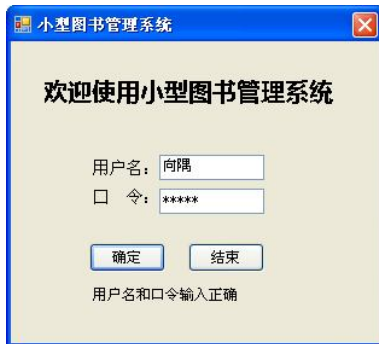 小型图书管理系统
欢迎使用小型图书管理系统
用户名：向隅
口 令：*****
确定 结束
用户名和口令输入正确